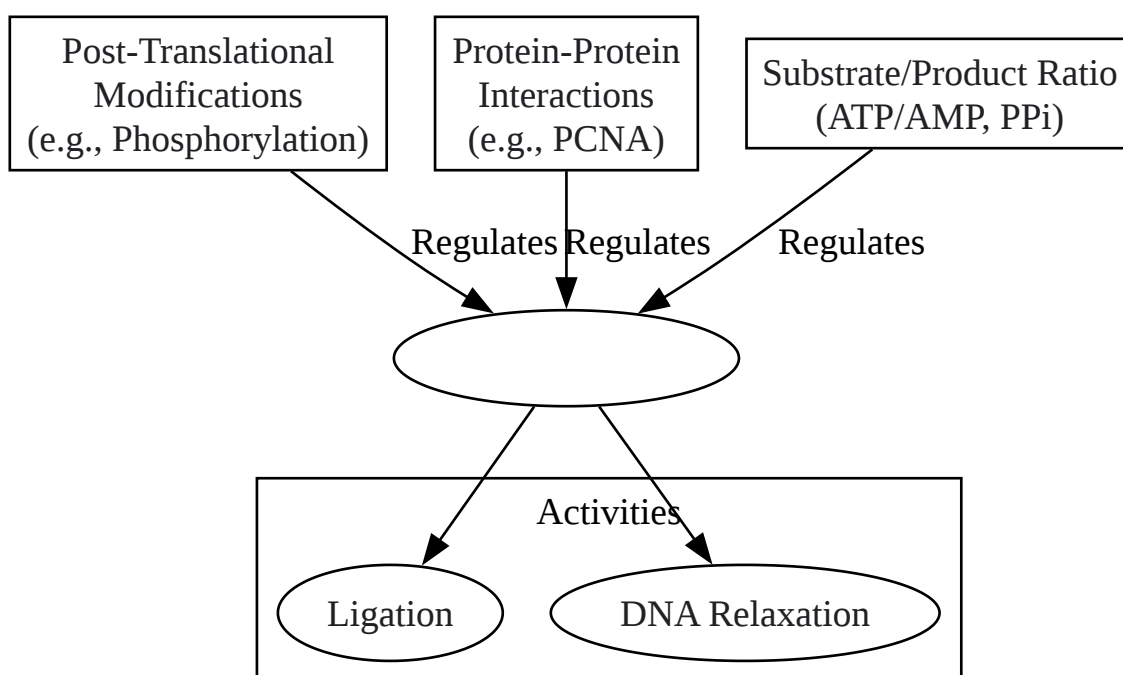 Post-Translational
Modifications
(e.g., Phosphorylation)
Protein-Protein
Interactions
(e.g., PCNA)
Substrate/Product Ratio
(ATP/AMP, PPi)
Regulates
Regulates
Regulates
Activities
Ligation
DNA Relaxation